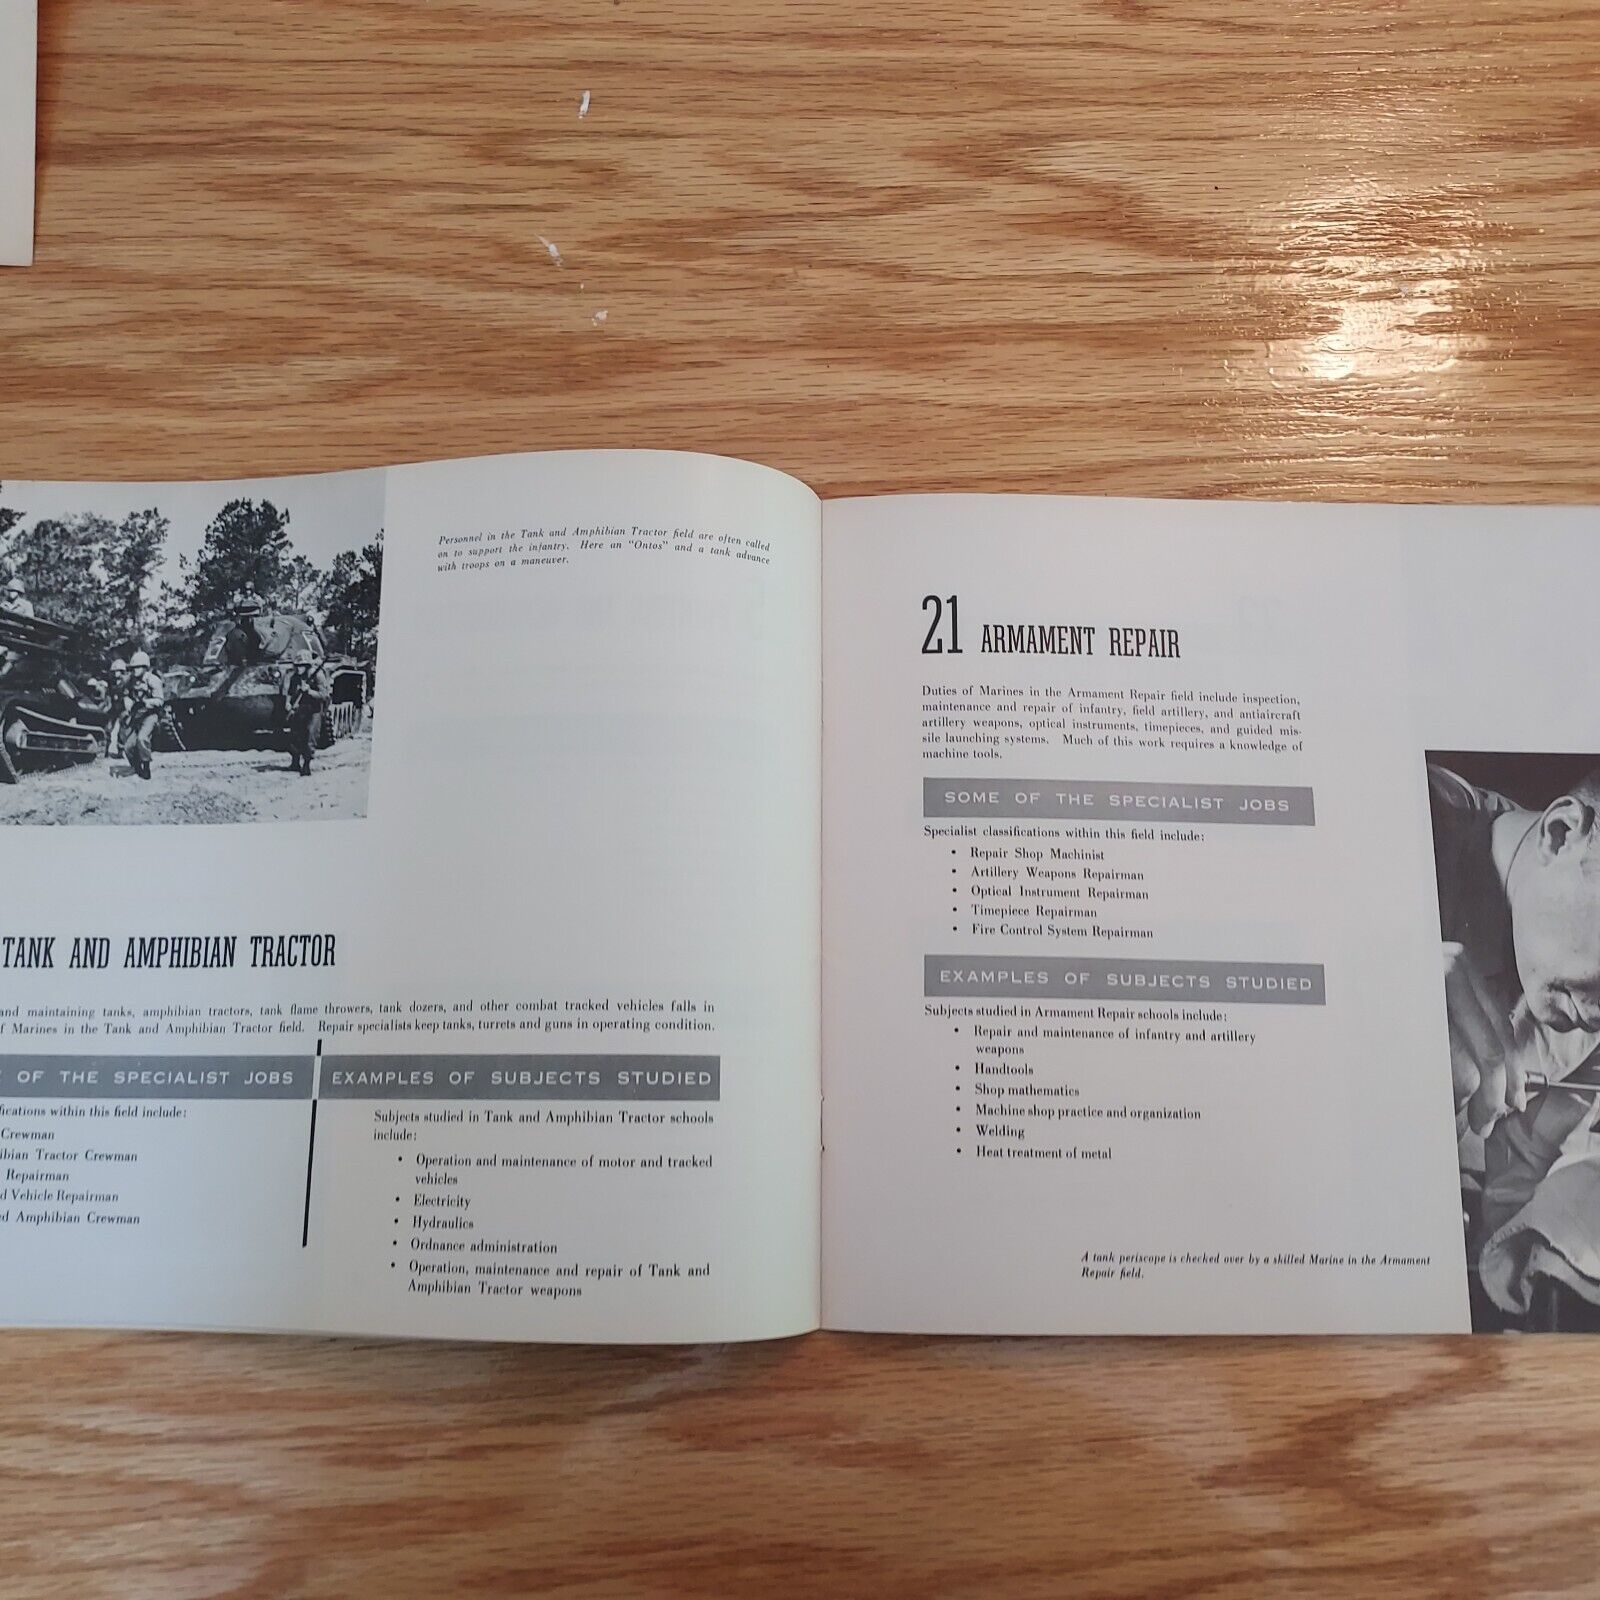 Personnel in the Tank and Amphibian Tractor field are often called
on to support the infantry. Here an "Ontos" and a tank advance
with troops on a maneuver.
TANK AND AMPHIBIAN TRACTOR
and maintaining tanks, amphibian tractors, tank flame throwers, tank dozers, and other combat tracked vehicles falls in
of Marines in the Tank and Amphibian Tractor field. Repair specialists keep tanks, turrets and guns in operating condition.
OF THE SPECIALIST JOBS
ifications within this field include:
Crewman
ibian Tractor Crewman
Repairman
d Vehicle Repairman
ed Amphibian Crewman
EXAMPLES OF SUBJECTS STUDIED
Subjects studied in Tank and Amphibian Tractor schools
include:
• Operation and maintenance of motor and tracked
vehicles
• Electricity
• Hydraulics
• Ordnance administration
• Operation, maintenance and repair of Tank and
Amphibian Tractor weapons
21 ARMAMENT REPAIR
Duties of Marines in the Armament Repair field include inspection,
maintenance and repair of infantry, field artillery, and antiaircraft
artillery weapons, optical instruments, timepieces, and guided mis-
sile launching systems. Much of this work requires a knowledge of
machine tools.
SOME OF THE SPECIALIST JOBS
Specialist classifications within this field include:
• Repair Shop Machinist
• Artillery Weapons Repairman
• Optical Instrument Repairman
• Timepiece Repairman
• Fire Control System Repairman
EXAMPLES OF SUBJECTS STUDIED
Subjects studied in Armament Repair schools include:
• Repair and maintenance of infantry and artillery
weapons
• Handtools
• Shop mathematics
• Machine shop practice and organization
• Welding
• Heat treatment of metal
A tank periscope is checked over by a skilled Marine in the Armament
Repair field.